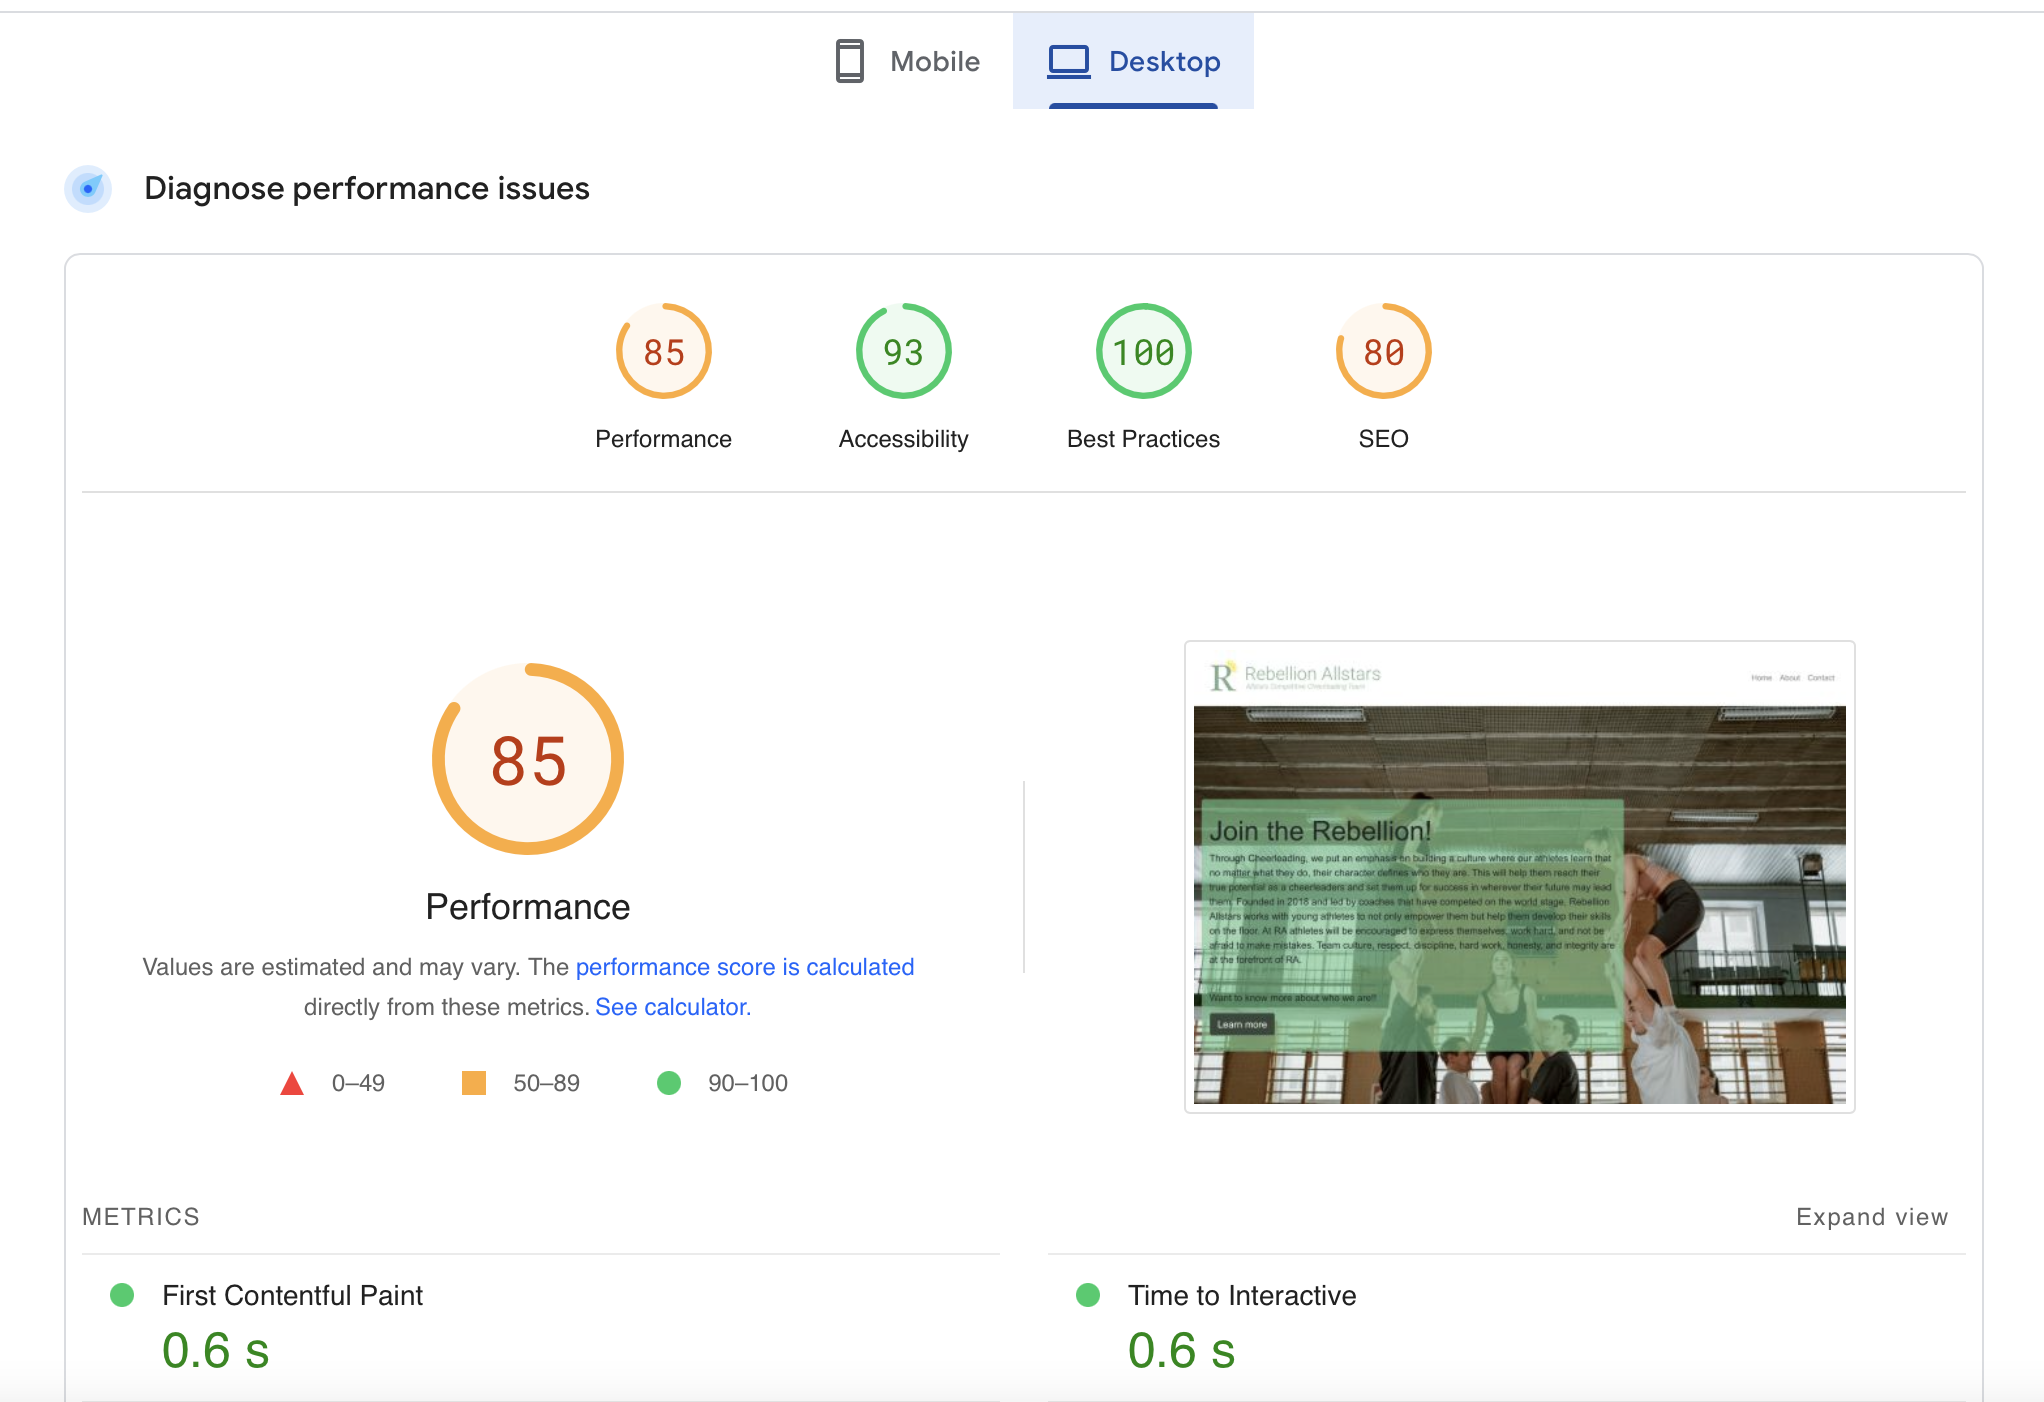 Mobile
Desktop
Diagnose performance issues
85
93
100
80
Performance
Accessibility
Best Practices
SEO
85
Performance
Values are estimated and may vary. The performance score is calculated
directly from these metrics. See calculator.
0–49
50–89
90–100
R Rebellion Allstars
Allstars Competitive Cheerleading Team
Home About Contact
Join the Rebellion!
Through Cheerleading, we put an emphasis on building a culture where our athletes learn that
no matter what they do, their character defines who they are. This will help them reach their
true potential as a cheerleaders and set them up for success in wherever their future may lead
them. Founded in 2018 and led by coaches that have competed on the world stage, Rebellion
Allstars works with young athletes to not only empower them but help them develop their skills
on the floor. At RA athletes will be encouraged to express themselves, work hard, and not be
afraid to make mistakes. Team culture, respect, discipline, hard work, honesty, and integrity are
at the forefront of RA.
Want to know more about who we are!!
Learn more
METRICS
Expand view
First Contentful Paint
0.6 s
Time to Interactive
0.6 s